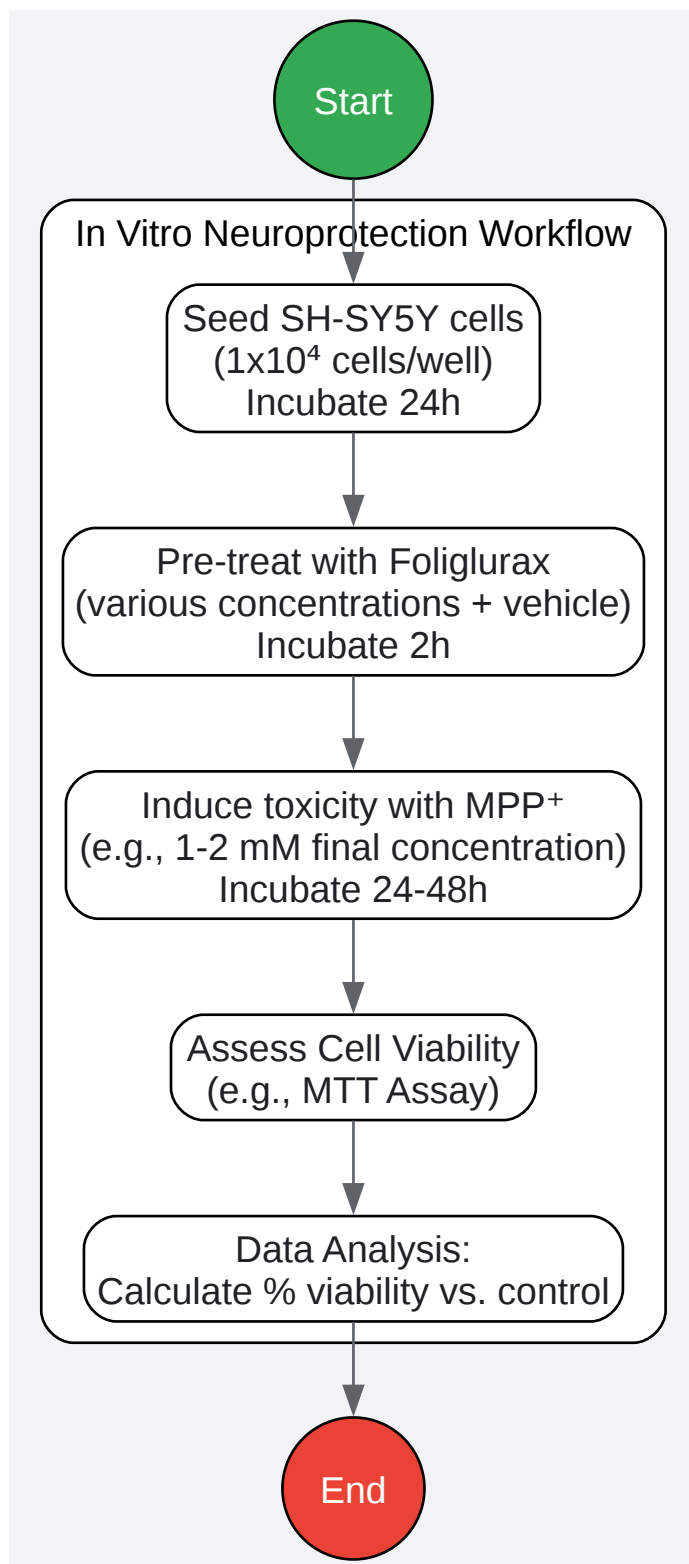 Start
In Vitro Neuroprotection Workflow
Seed SH-SY5Y cells
(1x10⁴ cells/well)
Incubate 24h
Pre-treat with Foliglurax
(various concentrations + vehicle)
Incubate 2h
Induce toxicity with MPP⁺
(e.g., 1-2 mM final concentration)
Incubate 24-48h
Assess Cell Viability
(e.g., MTT Assay)
Data Analysis:
Calculate % viability vs. control
End